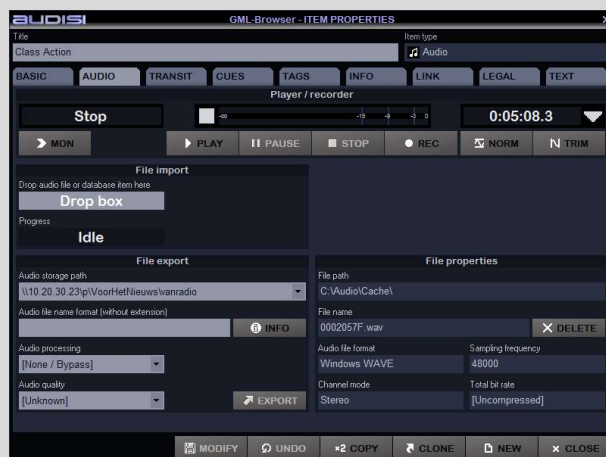 AUDISI
GML-Browser - ITEM PROPERTIES
Title
Item type
Class Action
Audio
BASIC AUDIO TRANSIT CUES TAGS INFO LINK LEGAL TEXT
Player / recorder
Stop
-∞ -15 -9 -3 0
0:05:08.3
MON PLAY PAUSE STOP REC NORM TRIM
File import
Drop audio file or database item here
Drop box
Progress
Idle
File export
Audio storage path
\\10.20.30.23\p\VoorHetNieuws\vanradio
Audio file name format (without extension)
INFO
Audio processing
[None / Bypass]
Audio quality
[Unknown]
EXPORT
File properties
File path
C:\Audio\Cache\
File name
0002057F.wav
DELETE
Audio file format Sampling frequency
Windows WAVE 48000
Channel mode Total bit rate
Stereo [Uncompressed]
MODIFY UNDO ×2 COPY CLONE NEW × CLOSE